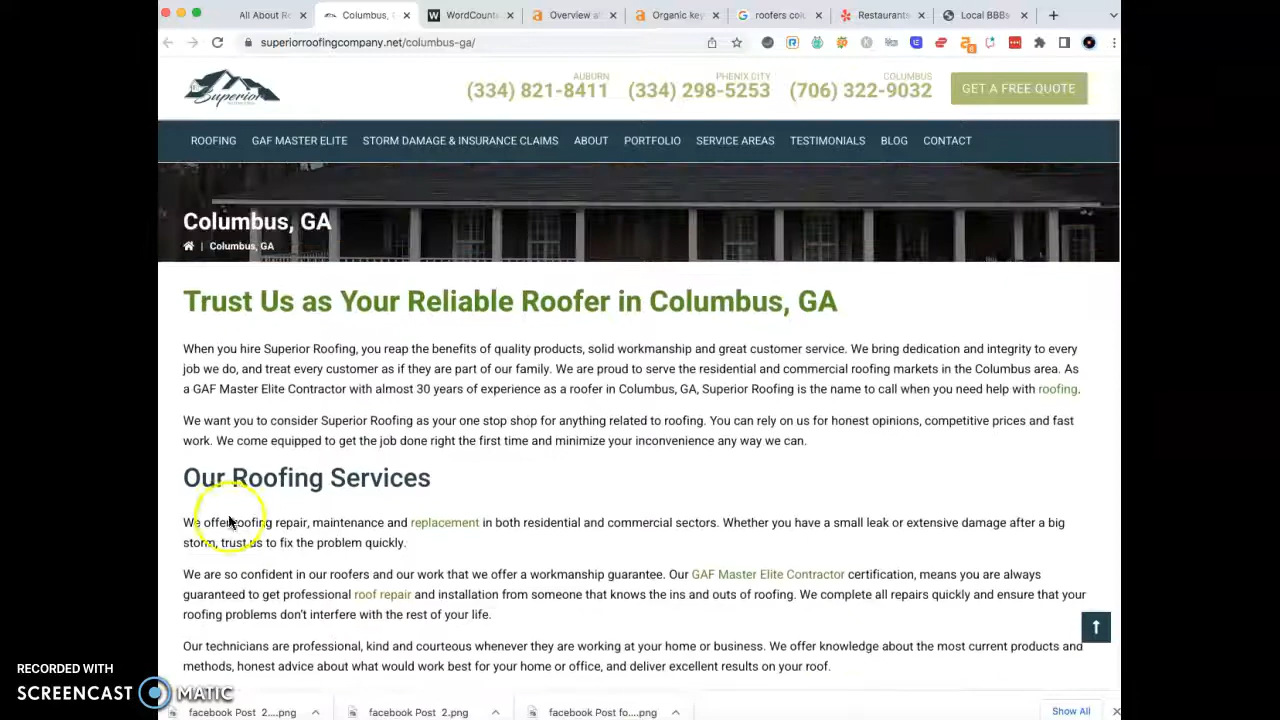 All About Ro
Columbus, G
WordCount
Overview a
Organic key
roofers colu
Restaurants
Local BBBs
superiorroofingcompany.net/columbus-ga/
Superior
AUBURN
(334) 821-8411
PHENIX CITY
(334) 298-5253
COLUMBUS
(706) 322-9032
GET A FREE QUOTE
ROOFING GAF MASTER ELITE STORM DAMAGE & INSURANCE CLAIMS ABOUT PORTFOLIO SERVICE AREAS TESTIMONIALS BLOG CONTACT
Columbus, GA
| Columbus, GA
Trust Us as Your Reliable Roofer in Columbus, GA
When you hire Superior Roofing, you reap the benefits of quality products, solid workmanship and great customer service. We bring dedication and integrity to every
job we do, and treat every customer as if they are part of our family. We are proud to serve the residential and commercial roofing markets in the Columbus area. As
a GAF Master Elite Contractor with almost 30 years of experience as a roofer in Columbus, GA, Superior Roofing is the name to call when you need help with roofing.
We want you to consider Superior Roofing as your one stop shop for anything related to roofing. You can rely on us for honest opinions, competitive prices and fast
work. We come equipped to get the job done right the first time and minimize your inconvenience any way we can.
Our Roofing Services
We offer roofing repair, maintenance and replacement in both residential and commercial sectors. Whether you have a small leak or extensive damage after a big
storm, trust us to fix the problem quickly.
We are so confident in our roofers and our work that we offer a workmanship guarantee. Our GAF Master Elite Contractor certification, means you are always
guaranteed to get professional roof repair and installation from someone that knows the ins and outs of roofing. We complete all repairs quickly and ensure that your
roofing problems don't interfere with the rest of your life.
Our technicians are professional, kind and courteous whenever they are working at your home or business. We offer knowledge about the most current products and
methods, honest advice about what would work best for your home or office, and deliver excellent results on your roof.
RECORDED WITH
SCREENCAST MATIC
facebook Post 2....png
facebook Post 2.png
facebook Post fo....png
Show All